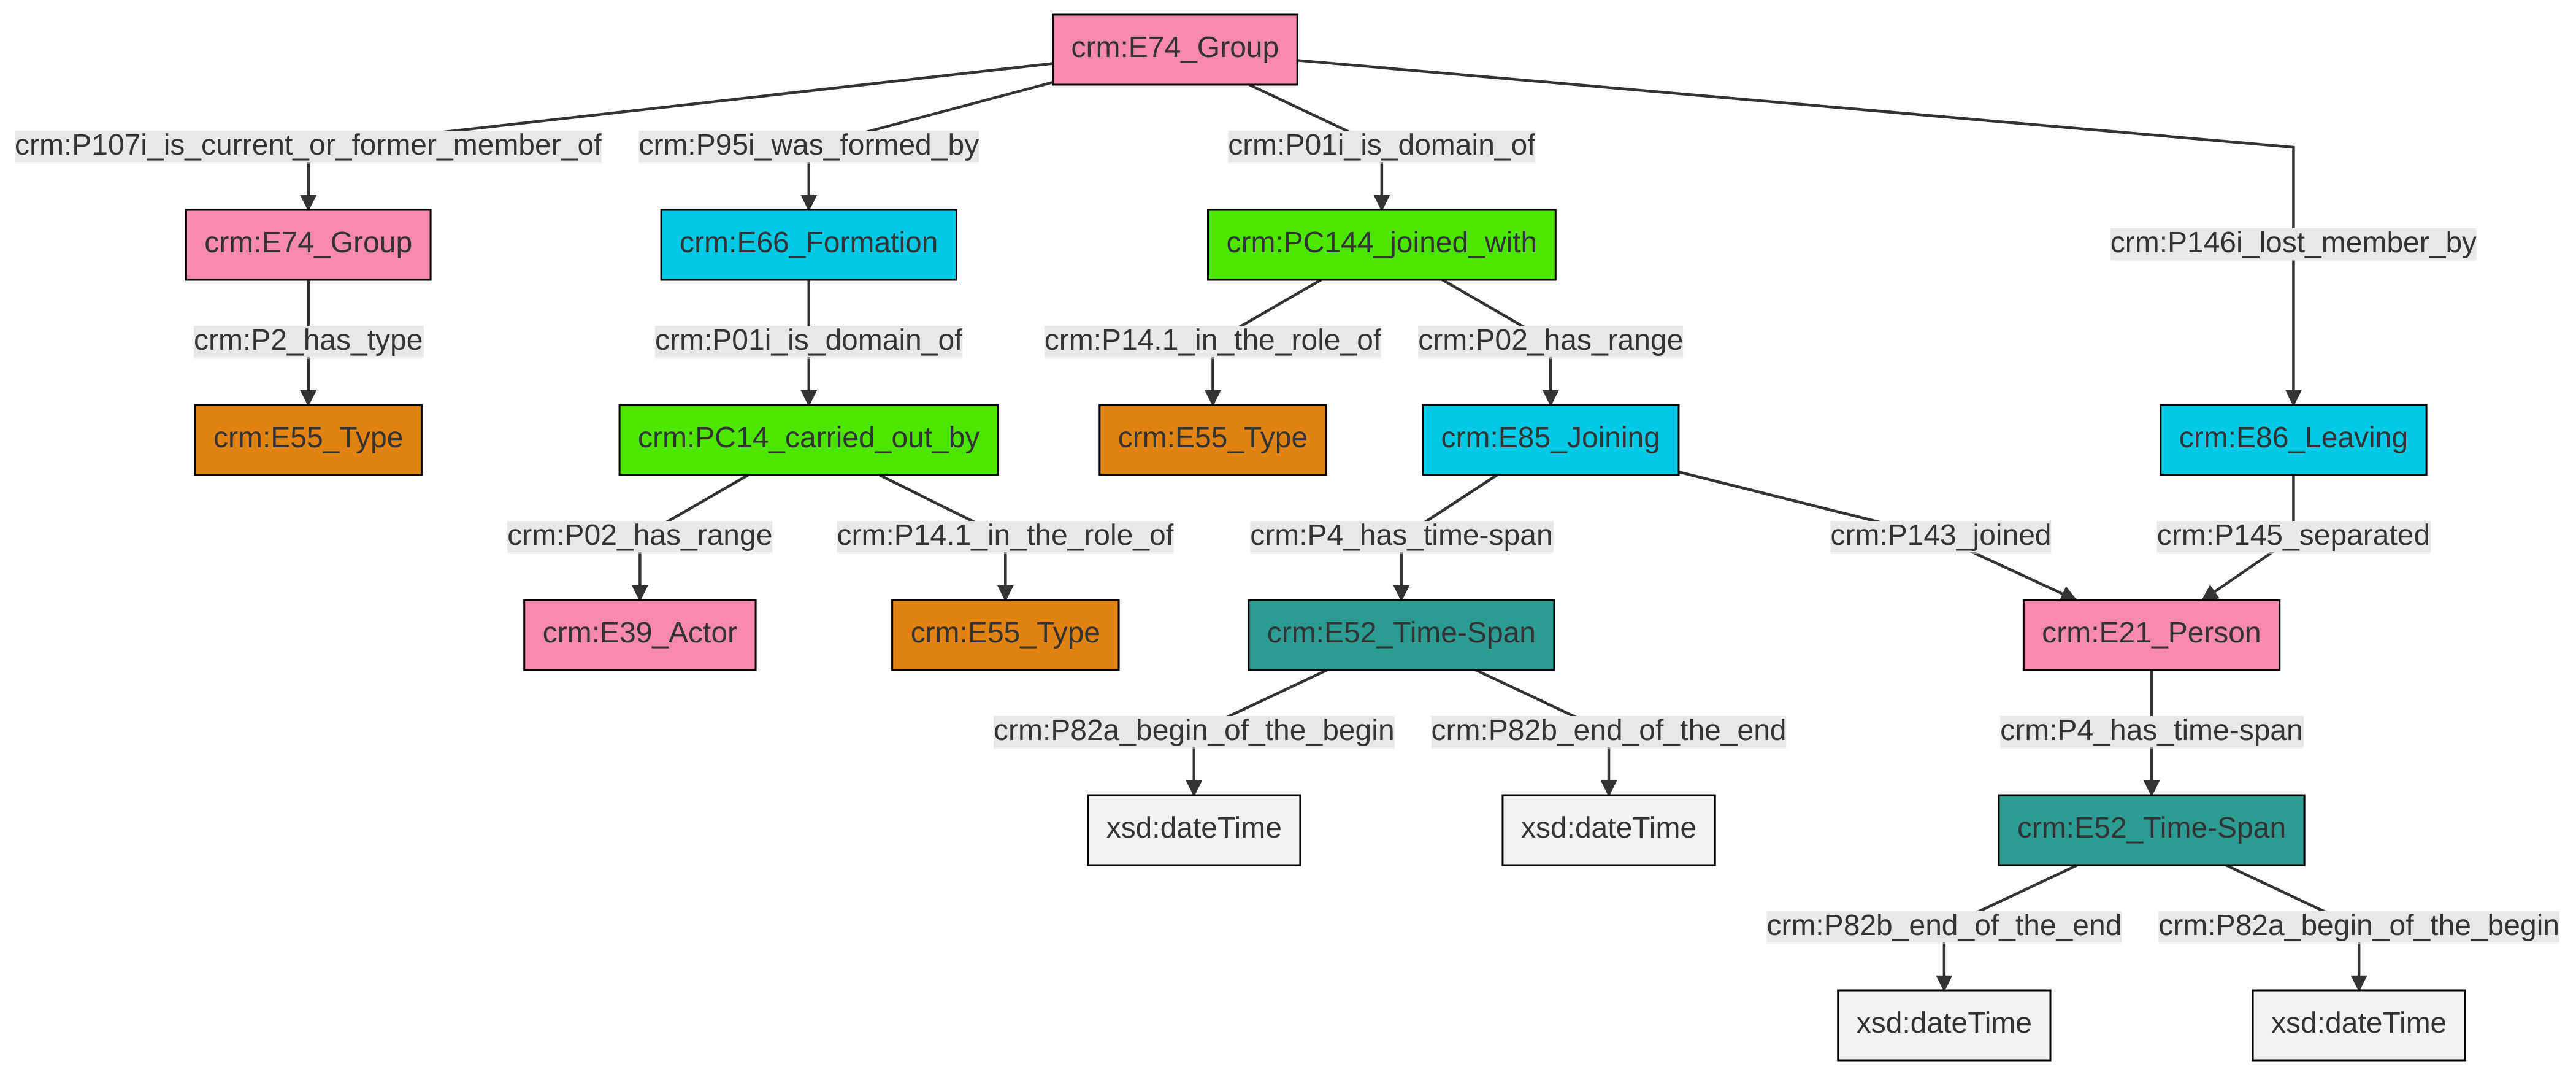 crm:E74_Group
crm:P107i_is_current_or_former_member_of
crm:P95i_was_formed_by
crm:P01i_is_domain_of
crm:E74_Group
crm:E66_Formation
crm:PC144_joined_with
crm:P146i_lost_member_by
crm:P2_has_type
crm:P01i_is_domain_of
crm:P14.1_in_the_role_of
crm:P02_has_range
crm:E55_Type
crm:PC14_carried_out_by
crm:E55_Type
crm:E85_Joining
crm:E86_Leaving
crm:P02_has_range
crm:P14.1_in_the_role_of
crm:P4_has_time-span
crm:P143_joined
crm:P145_separated
crm:E39_Actor
crm:E55_Type
crm:E52_Time-Span
crm:E21_Person
crm:P82a_begin_of_the_begin
crm:P82b_end_of_the_end
crm:P4_has_time-span
xsd:dateTime
xsd:dateTime
crm:E52_Time-Span
crm:P82b_end_of_the_end
crm:P82a_begin_of_the_begin
xsd:dateTime
xsd:dateTime